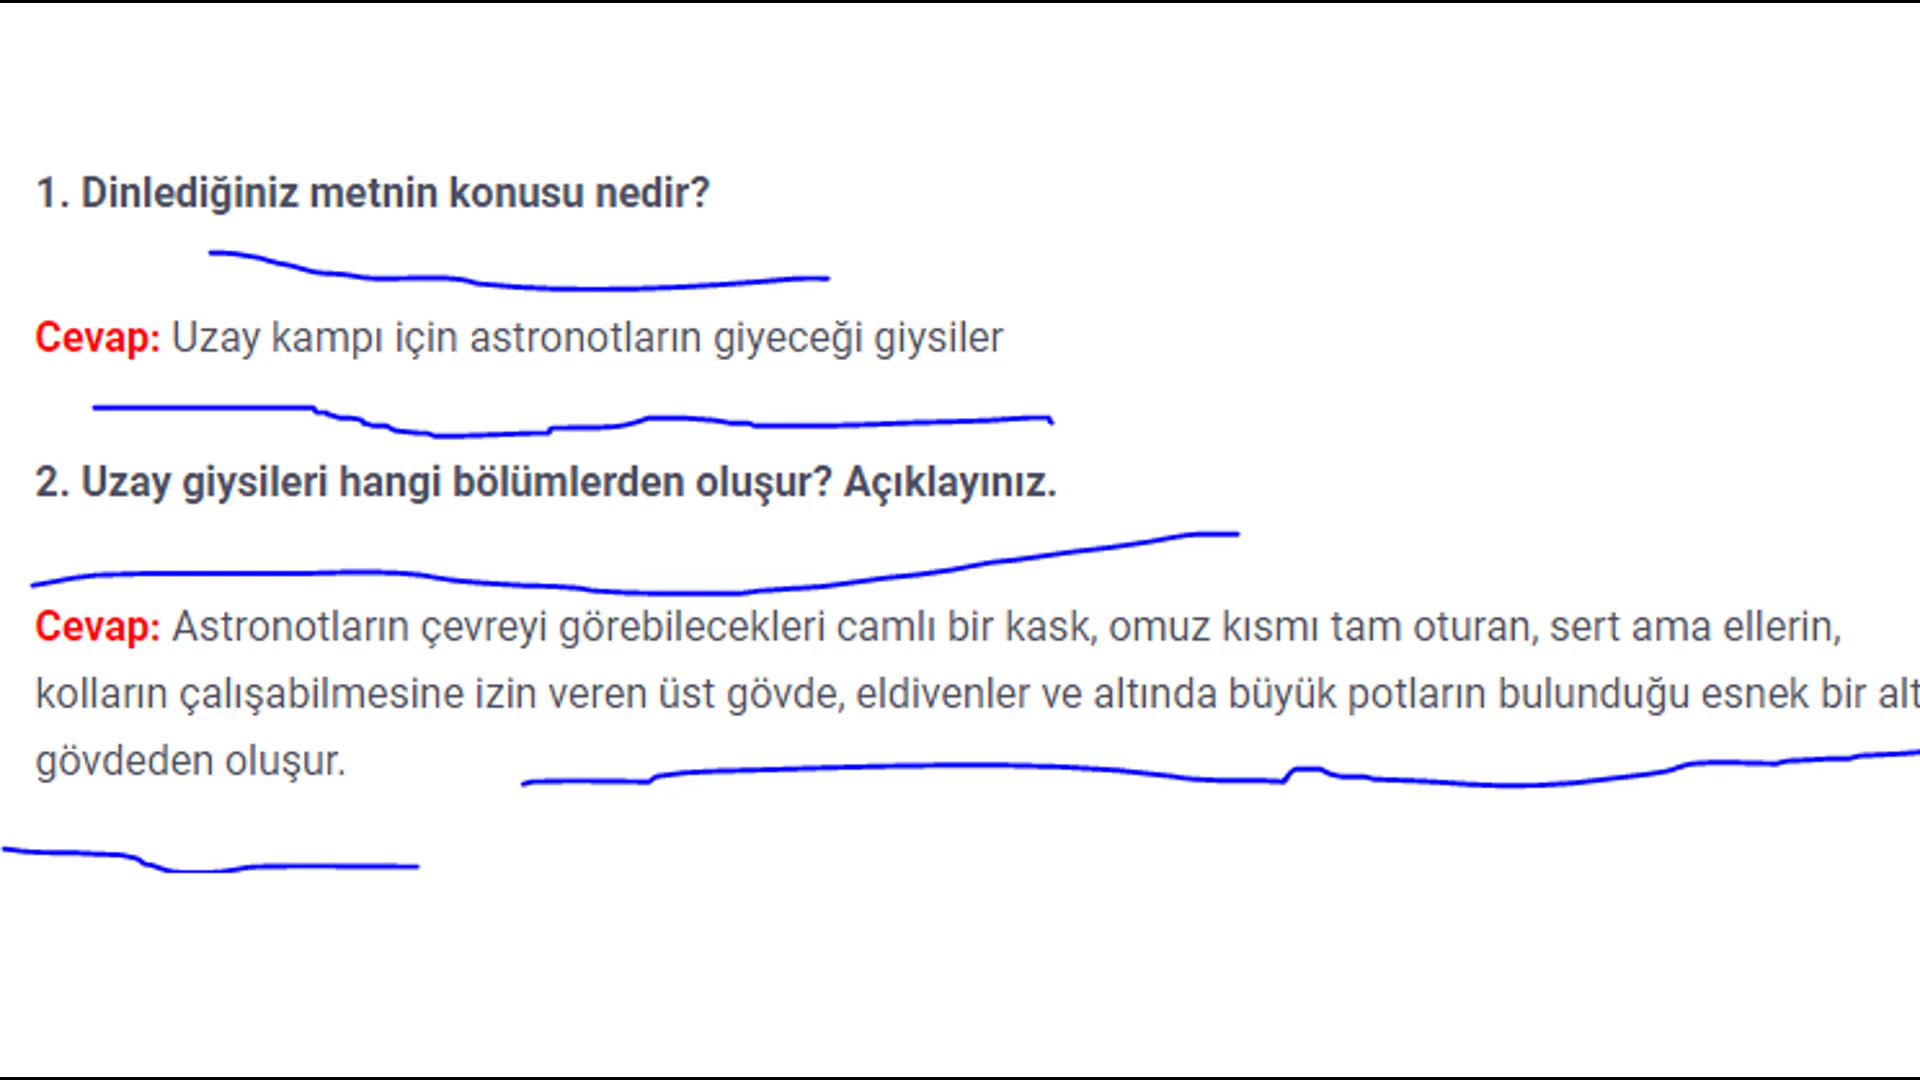 1. Dinlediğiniz metnin konusu nedir?
Cevap: Uzay kampı için astronotların giyeceği giysiler
2. Uzay giysileri hangi bölümlerden oluşur? Açıklayınız.
Cevap: Astronotların çevreyi görebilecekleri camlı bir kask, omuz kısmı tam oturan, sert ama ellerin,
kolların çalışabilmesine izin veren üst gövde, eldivenler ve altında büyük potların bulunduğu esnek bir alt
gövdeden oluşur.